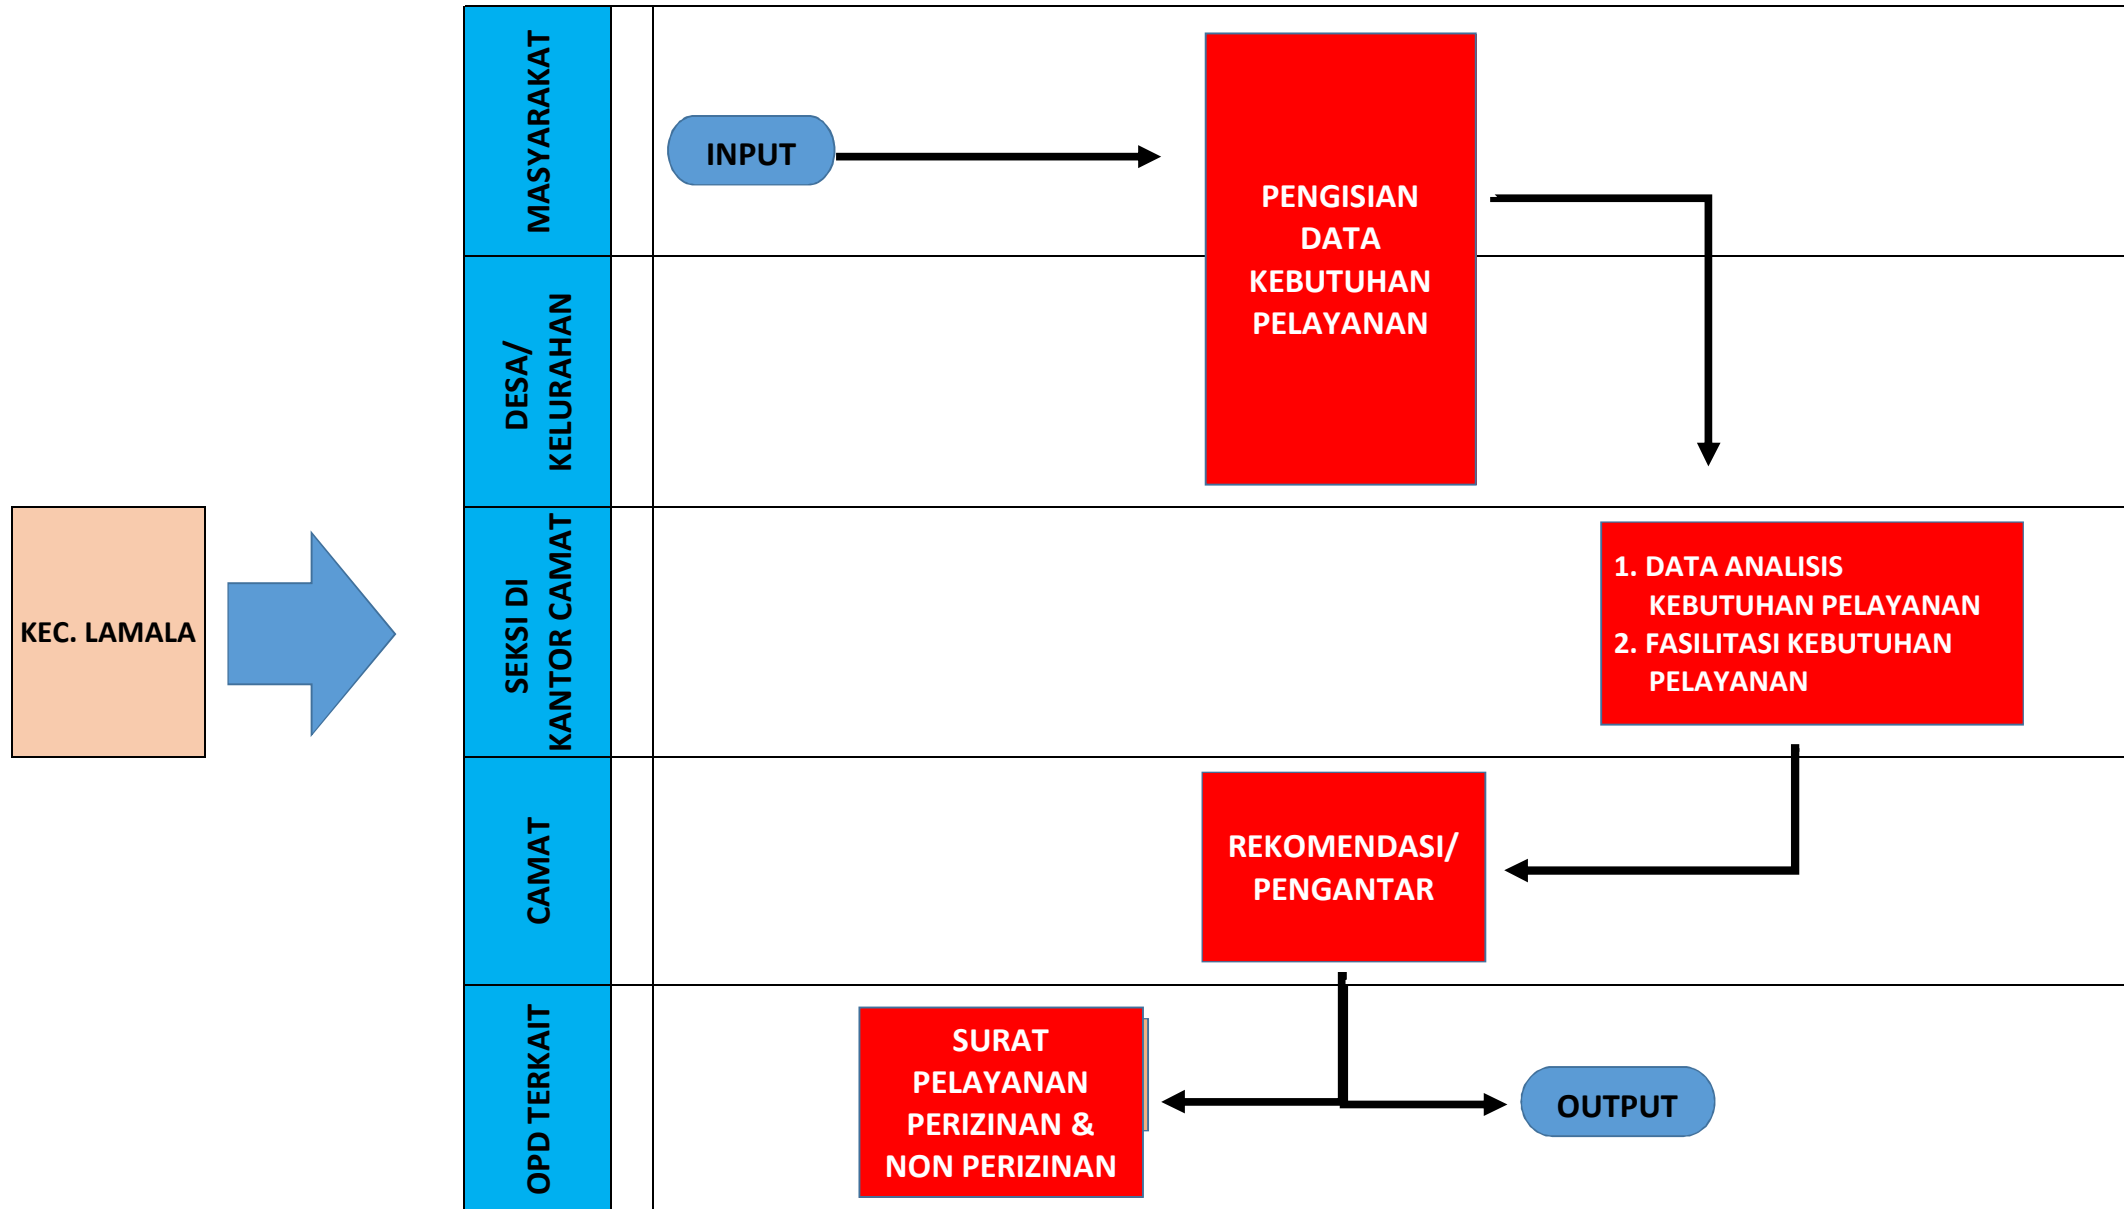 MASYARAKAT
INPUT
PENGISIAN
DATA
KEBUTUHAN
PELAYANAN
DESA/
KELURAHAN
KEC. LAMALA
SEKSI DI
KANTOR CAMAT
1. DATA ANALISIS
KEBUTUHAN PELAYANAN
2. FASILITASI KEBUTUHAN
PELAYANAN
CAMAT
REKOMENDASI/
PENGANTAR
OPD TERKAIT
SURAT
PELAYANAN
PERIZINAN &
NON PERIZINAN
OUTPUT